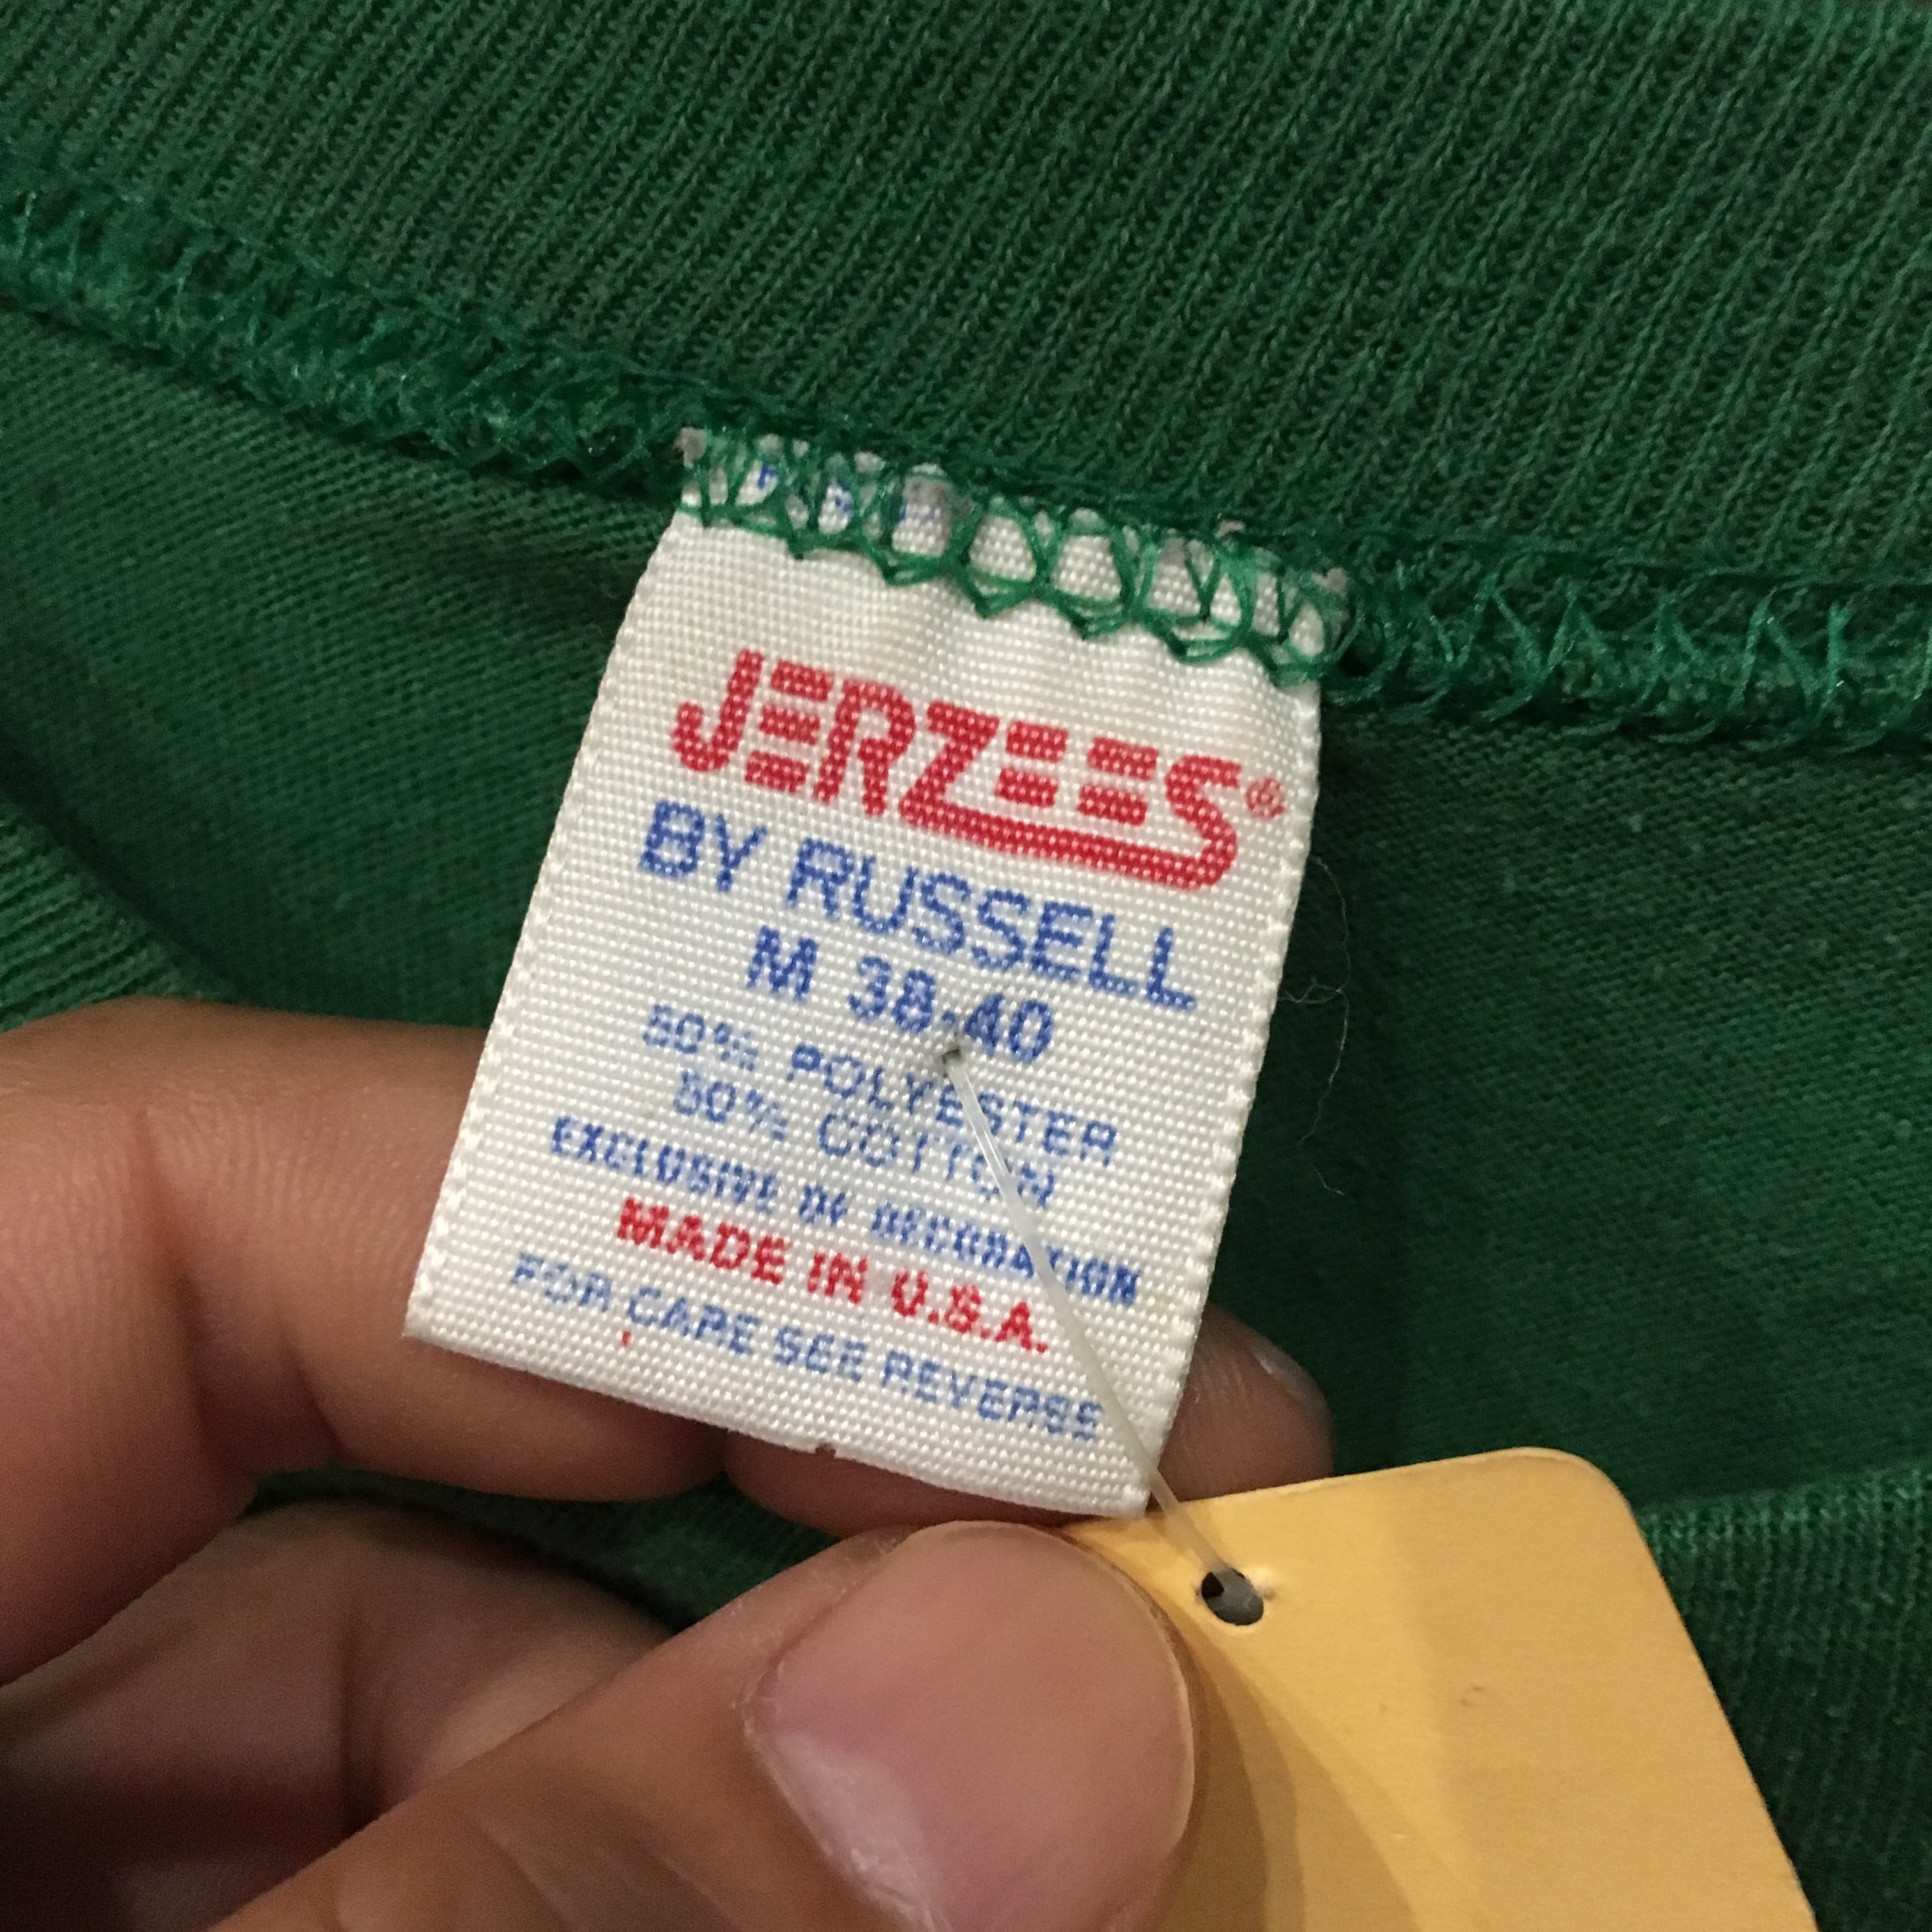 JERZEES®
BY RUSSELL
M 38-40
50% POLYESTER
50% COTTON
EXCLUSIVE OF DECORATION
MADE IN U.S.A.
FOR CARE SEE REVERSE